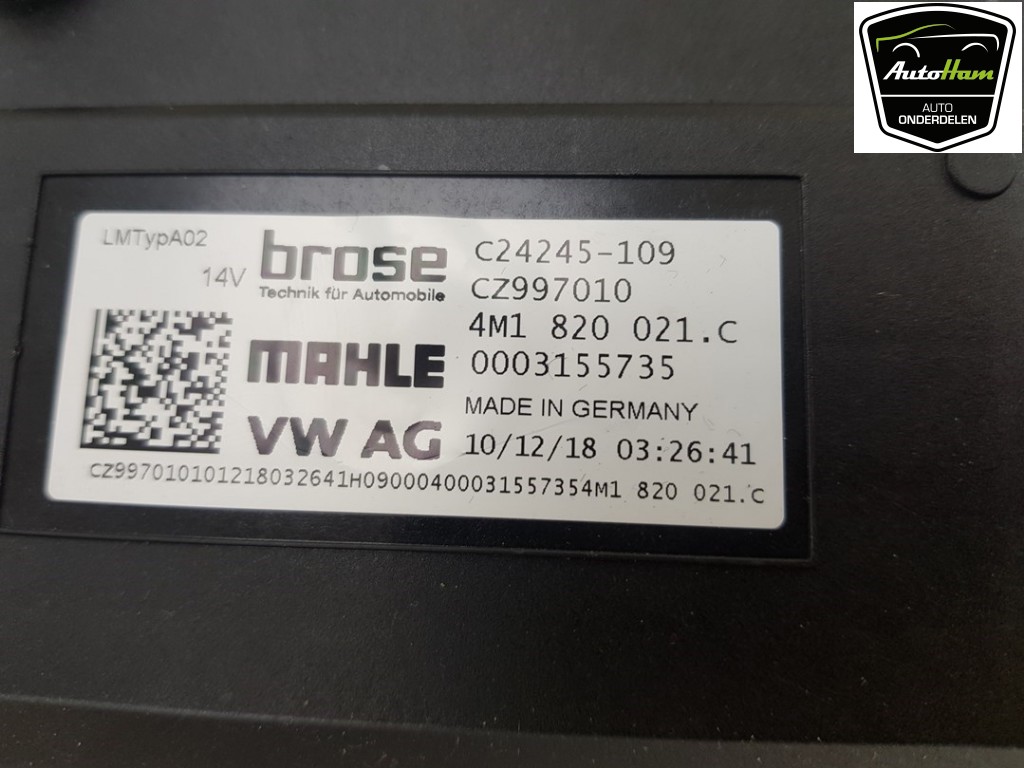 AutoHam
AUTO
ONDERDELEN
LMTypA02
14V
brose
Technik für Automobile
C24245-109
CZ997010
4M1 820 021.C
0003155735
MAHLE
VW AG
MADE IN GERMANY
10/12/18 03:26:41
CZ997010101218032641H09000400031557354M1 820 021.C